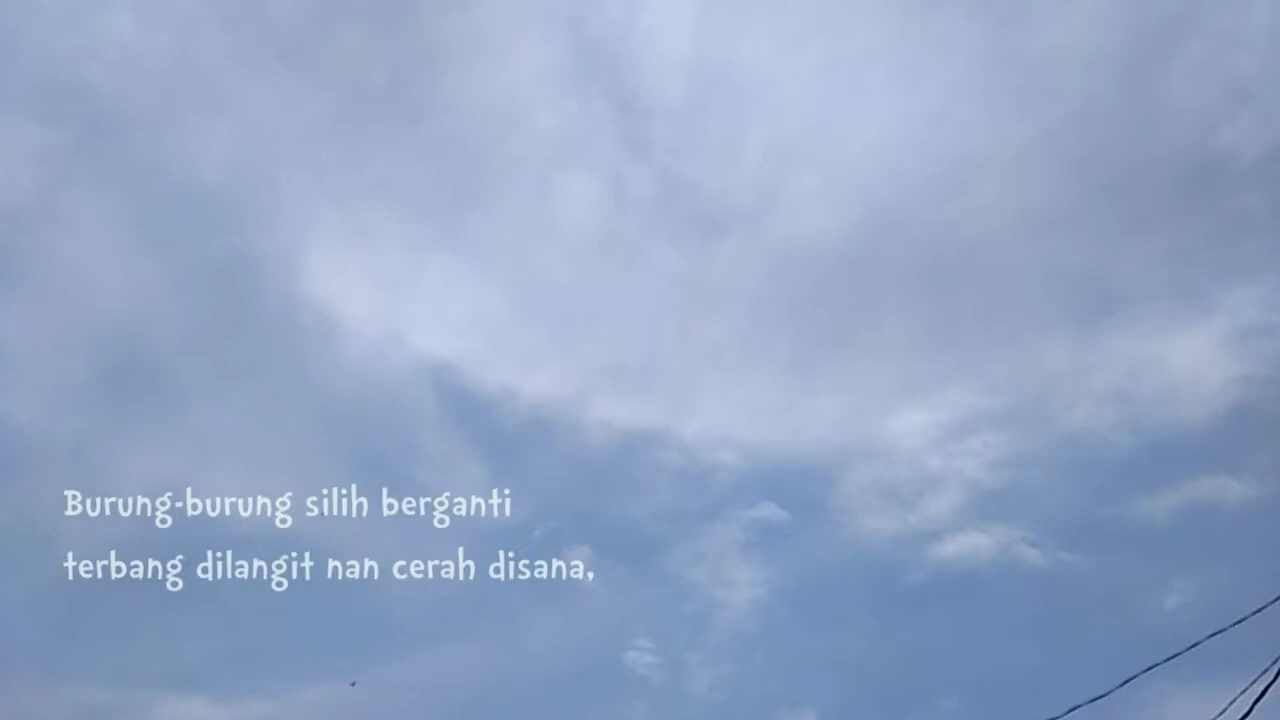 Burung-burung silih berganti
terbang dilangit nan cerah disana,